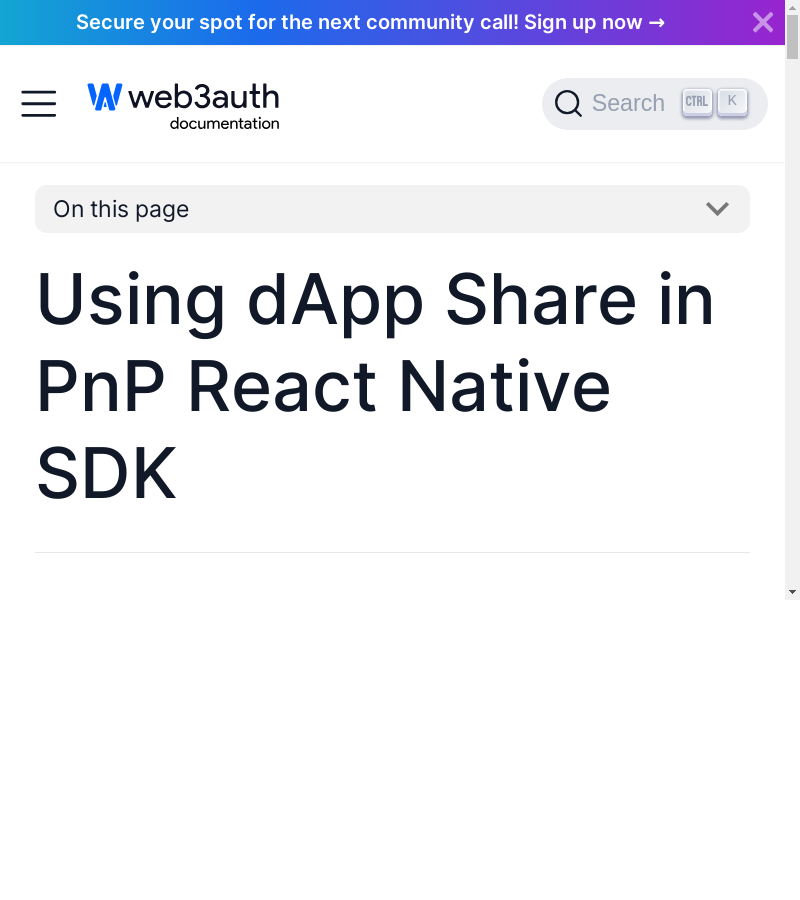 Secure your spot for the next community call! Sign up now →
web3auth
documentation
Search CTRL K
On this page
Using dApp Share in
PnP React Native
SDK